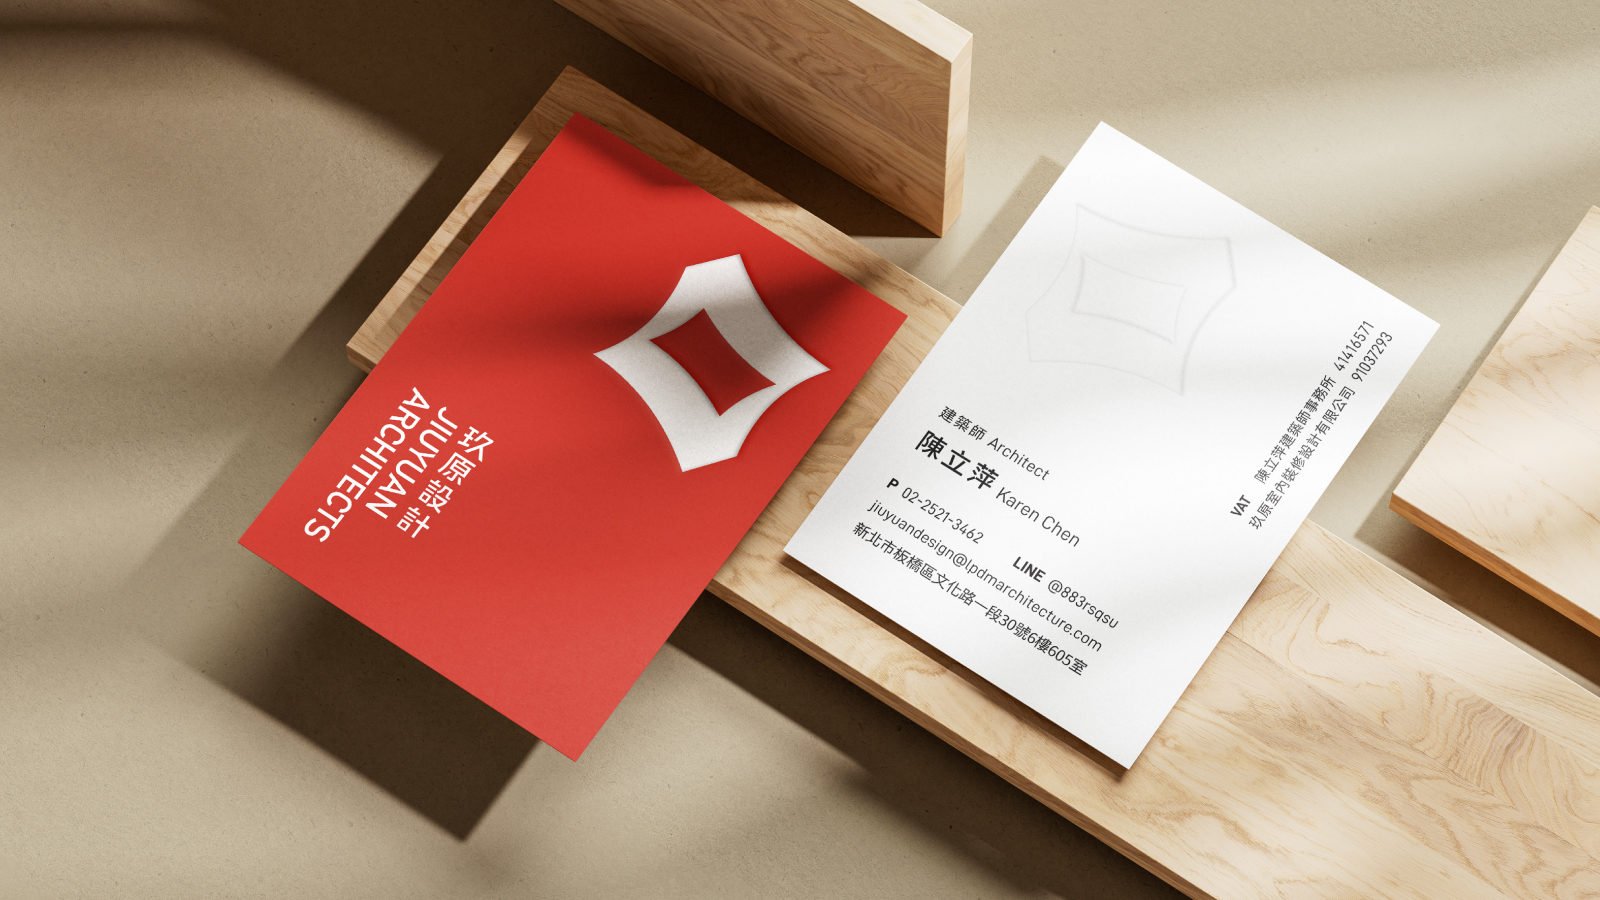 玖原設計
JIUYUAN
ARCHITECTS
建築師 Architect
陳立萍 Karen Chen
P 02-2521-3462 LINE @883rsqsu
jiuyuandesign@lpdmarchitecture.com
新北市板橋區文化路一段30號6樓605室
VAT 陳立萍建築師事務所 41416571
玖原室內裝修設計有限公司 91037293